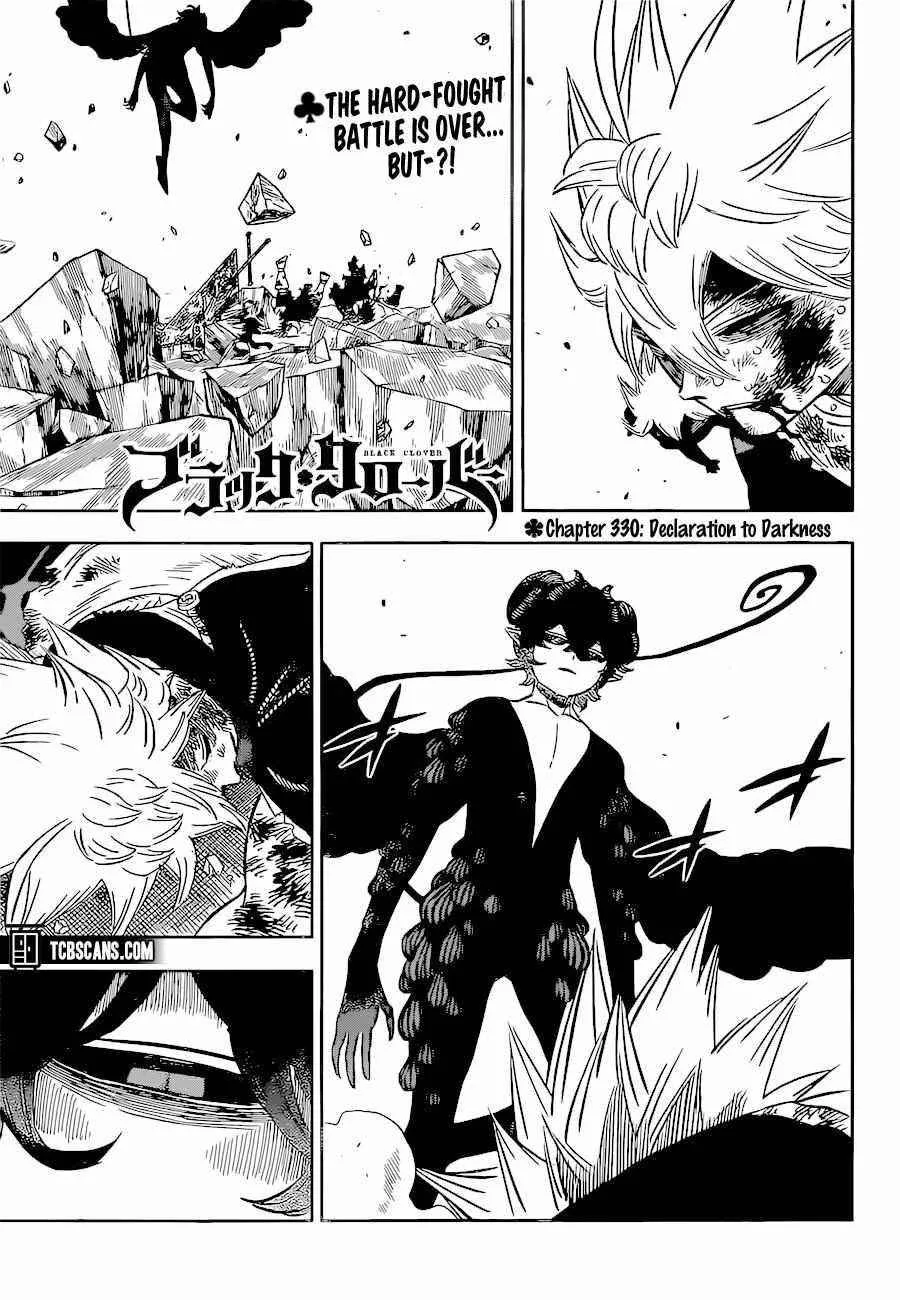 ♣THE HARD-FOUGHT
BATTLE IS OVER...
BUT-?!
BLACK CLOVER
ブラック・クローバー
✽Chapter 330: Declaration to Darkness
TCBSCANS.COM